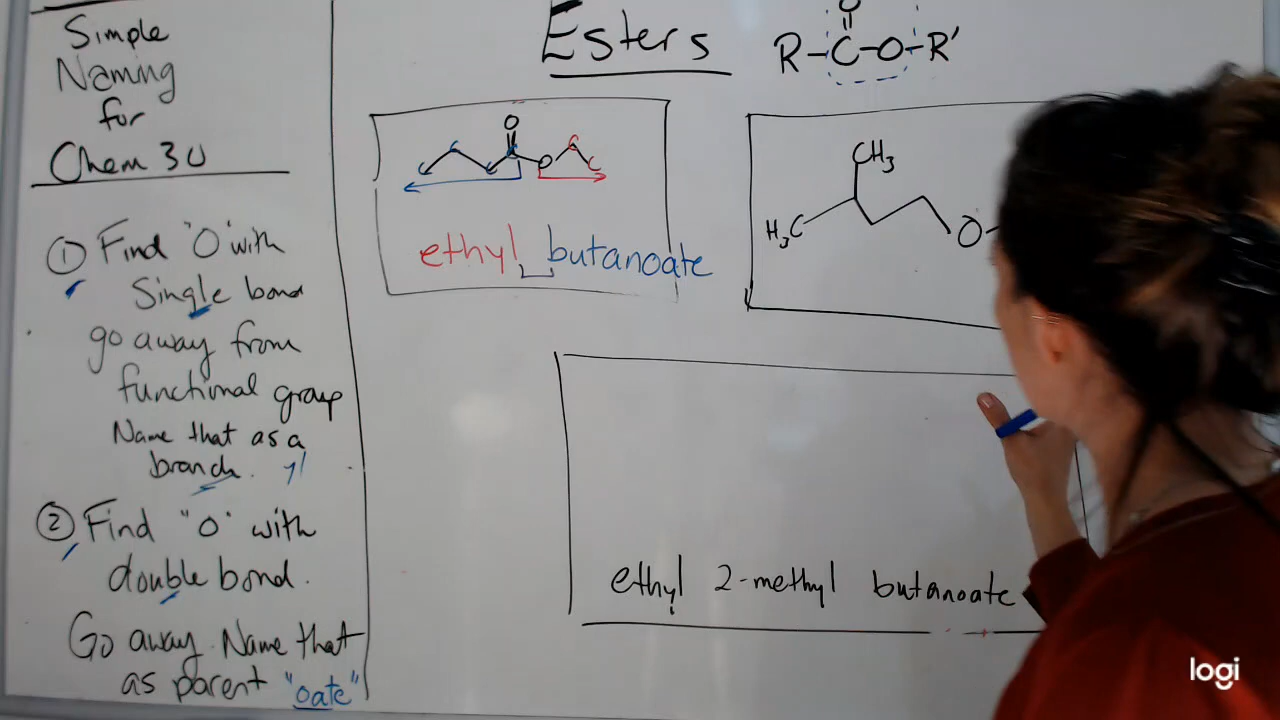 Simple
Naming
for
Chem 30
① Find "O" with
Single bond
go away from
functional group
Name that as a
branch. yl
② Find "O" with
double bond.
Go away. Name that
as parent "oate"
Esters
O
R-C-O-R'
O
O
ethyl butanoate
CH₃
H₃C
O
ethyl 2-methyl butanoate
logi